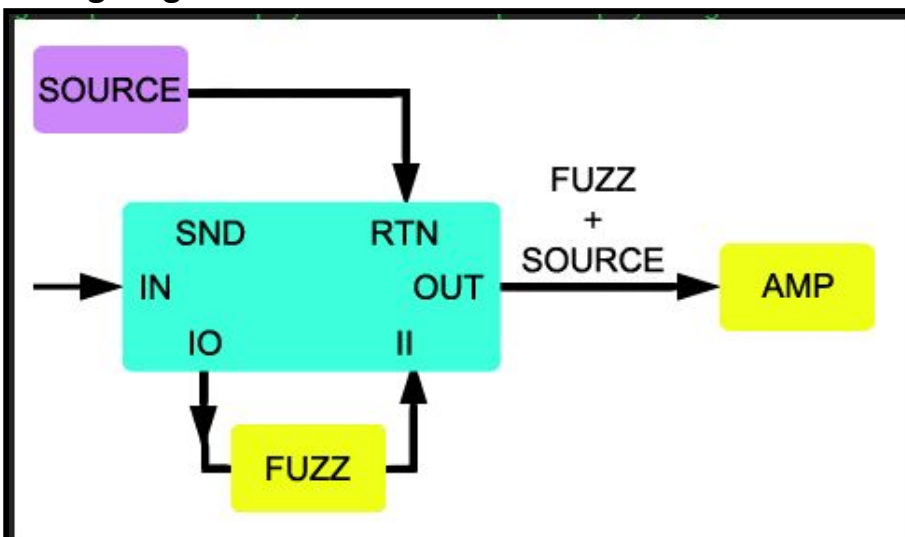 SOURCE
FUZZ
+
SOURCE
SND RTN
IN OUT
AMP
IO II
FUZZ